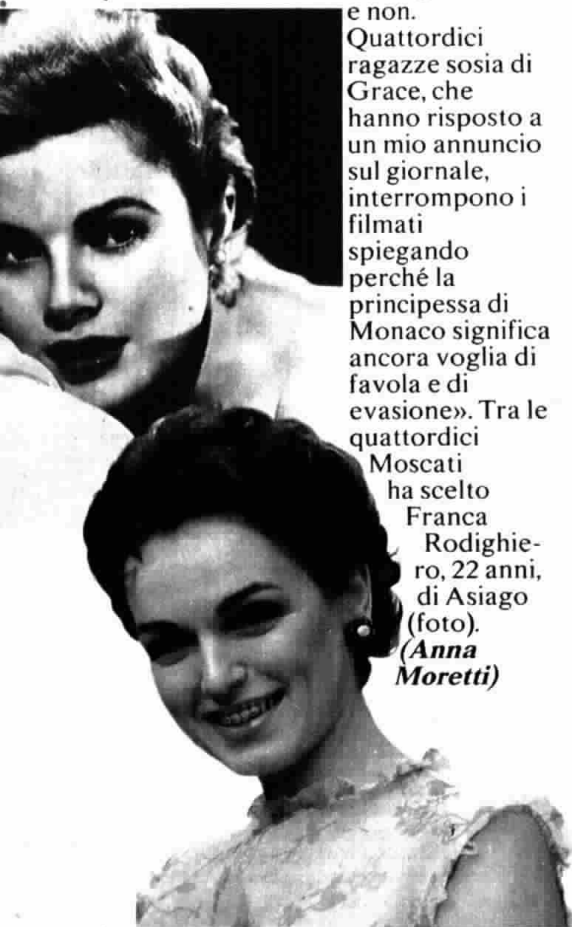 e non.
Quattordici
ragazze sosia di
Grace, che
hanno risposto a
un mio annuncio
sul giornale,
interrompono i
filmati
spiegando
perché la
principessa di
Monaco significa
ancora voglia di
favola e di
evasione». Tra le
quattordici
Moscati
ha scelto
Franca
Rodighie-
ro, 22 anni,
di Asiago
(foto).
(Anna
Moretti)